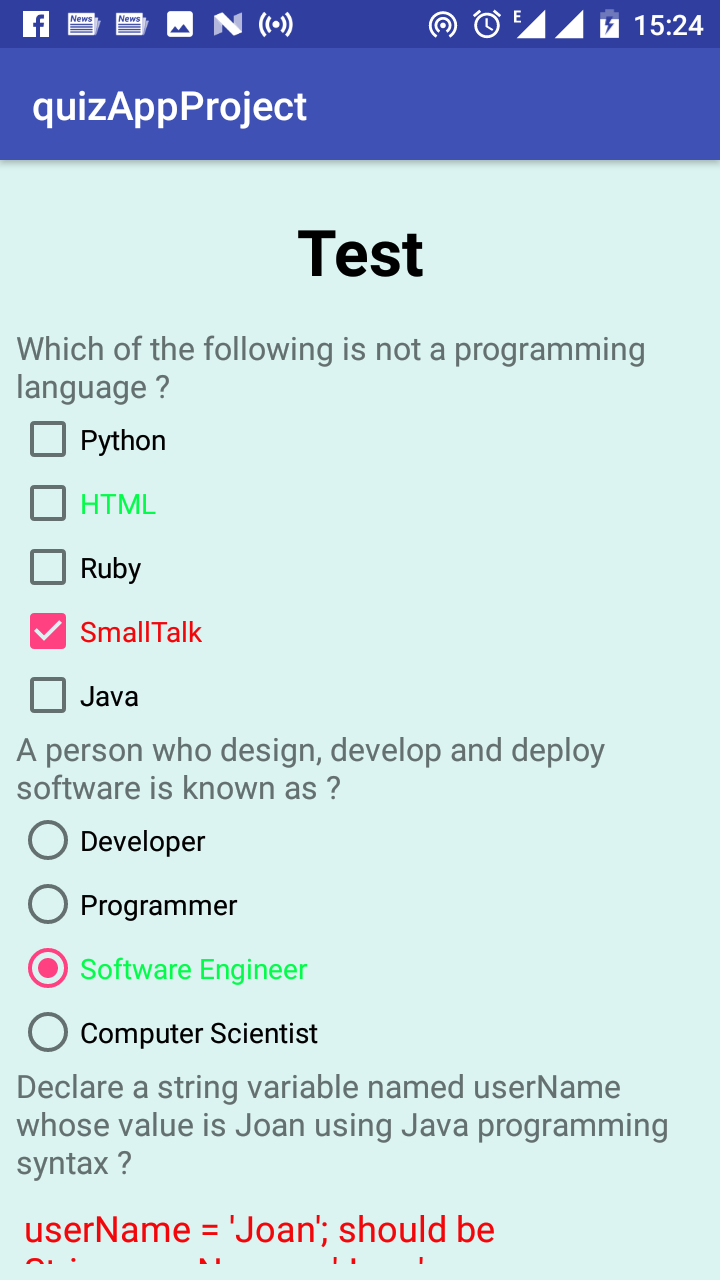 News News E 15:24
quizAppProject
Test
Which of the following is not a programming
language ?
Python
HTML
Ruby
SmallTalk
Java
A person who design, develop and deploy
software is known as ?
Developer
Programmer
Software Engineer
Computer Scientist
Declare a string variable named userName
whose value is Joan using Java programming
syntax ?
userName = 'Joan'; should be